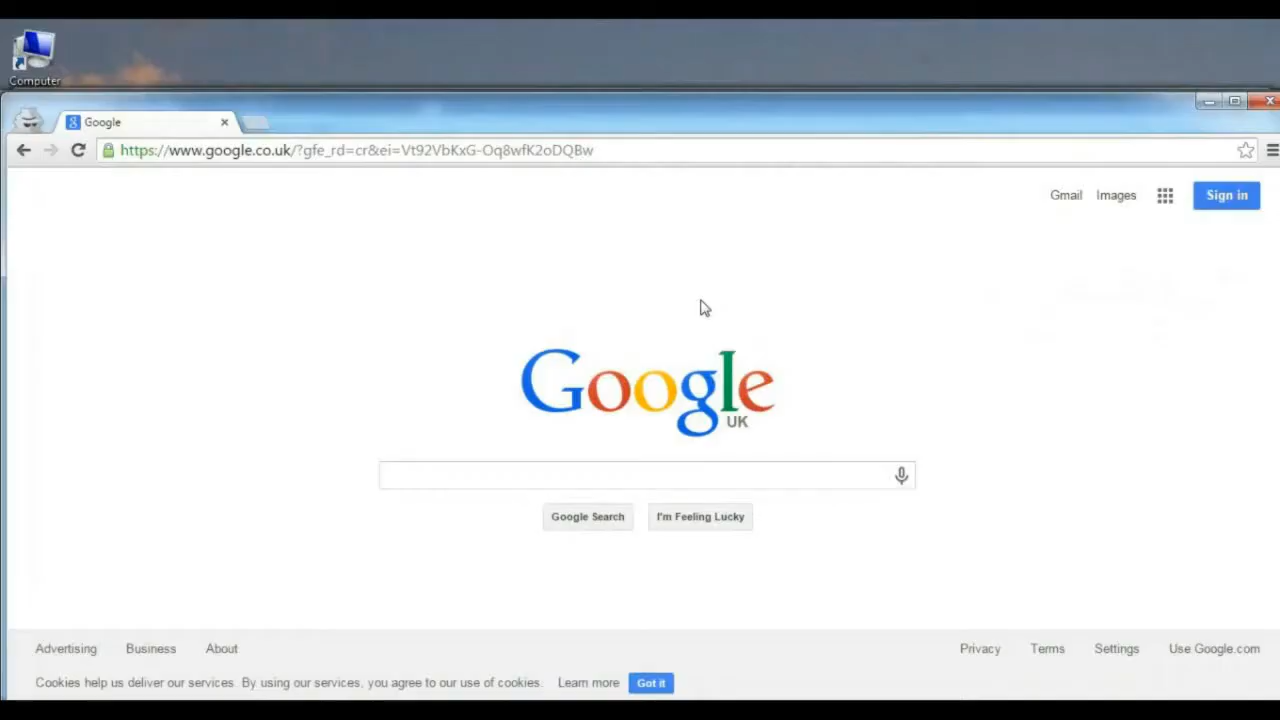 Computer
Google
https://www.google.co.uk/?gfe_rd=cr&ei=Vt92VbKxG-Oq8wfK2oDQBw
Gmail Images Sign in
Google
UK
Google Search I'm Feeling Lucky
Advertising Business About Privacy Terms Settings Use Google.com
Cookies help us deliver our services. By using our services, you agree to our use of cookies. Learn more Got it